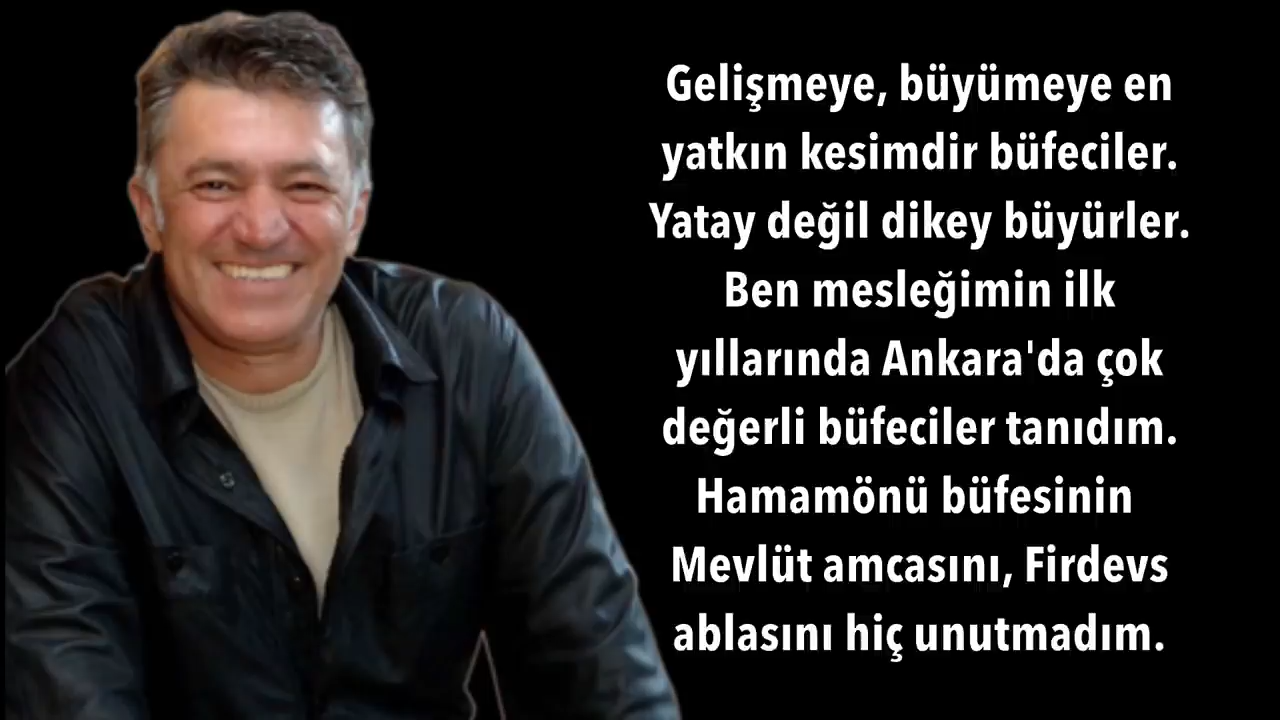 Gelişmeye, büyümeye en
yatkın kesimdir büfeciler.
Yatay değil dikey büyürler.
Ben mesleğimin ilk
yıllarında Ankara'da çok
değerli büfeciler tanıdım.
Hamamönü büfesinin
Mevlüt amcasını, Firdevs
ablasını hiç unutmadım.